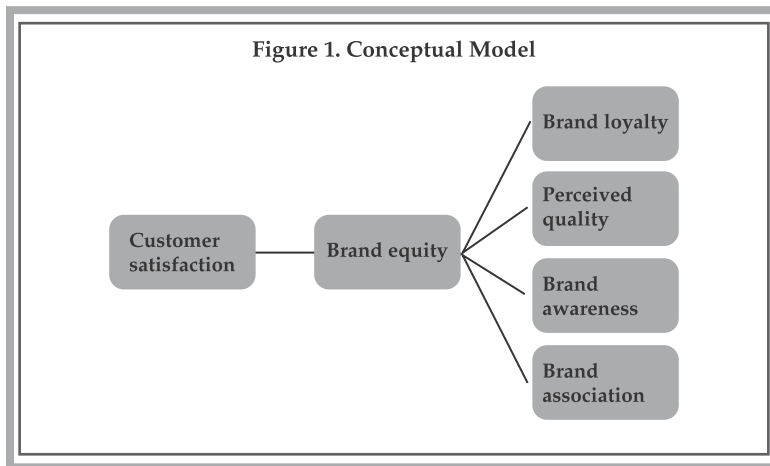 Figure 1. Conceptual Model
Brand loyalty
Perceived
quality
Customer
satisfaction
Brand equity
Brand
awareness
Brand
association